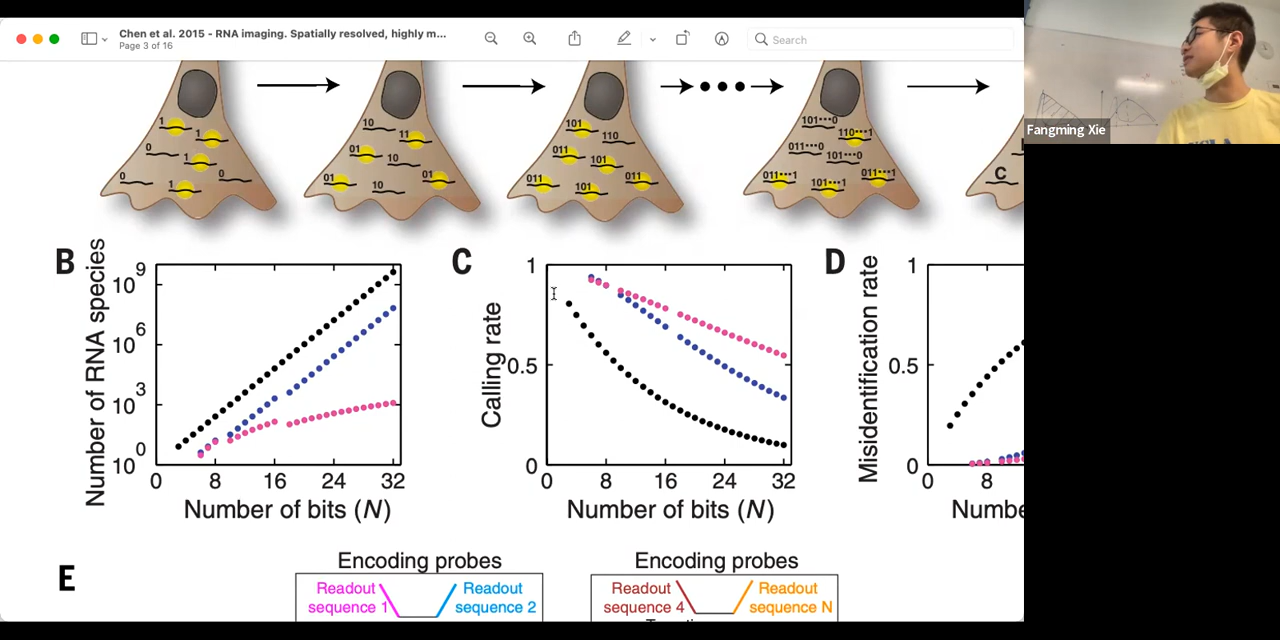 Chen et al. 2015 - RNA imaging. Spatially resolved, highly m...
Page 3 of 16
Search
Fangming Xie
1
1
0
1
0
0
1
10
11
01
10
01
01
10
101
110
011
101
011
011
101
101•••0
110•••1
011•••0
101•••0
011•••1
011•••1
101•••1
C
B
Number of RNA species
10^9
10^6
10^3
10^0
0 8 16 24 32
Number of bits (N)
C
Calling rate
1
0.5
0
0 8 16 24 32
Number of bits (N)
D
Misidentification rate
1
0.5
0
0 8
Numbe
E
Encoding probes
Readout sequence 1
Readout sequence 2
Encoding probes
Readout sequence 4
Readout sequence N